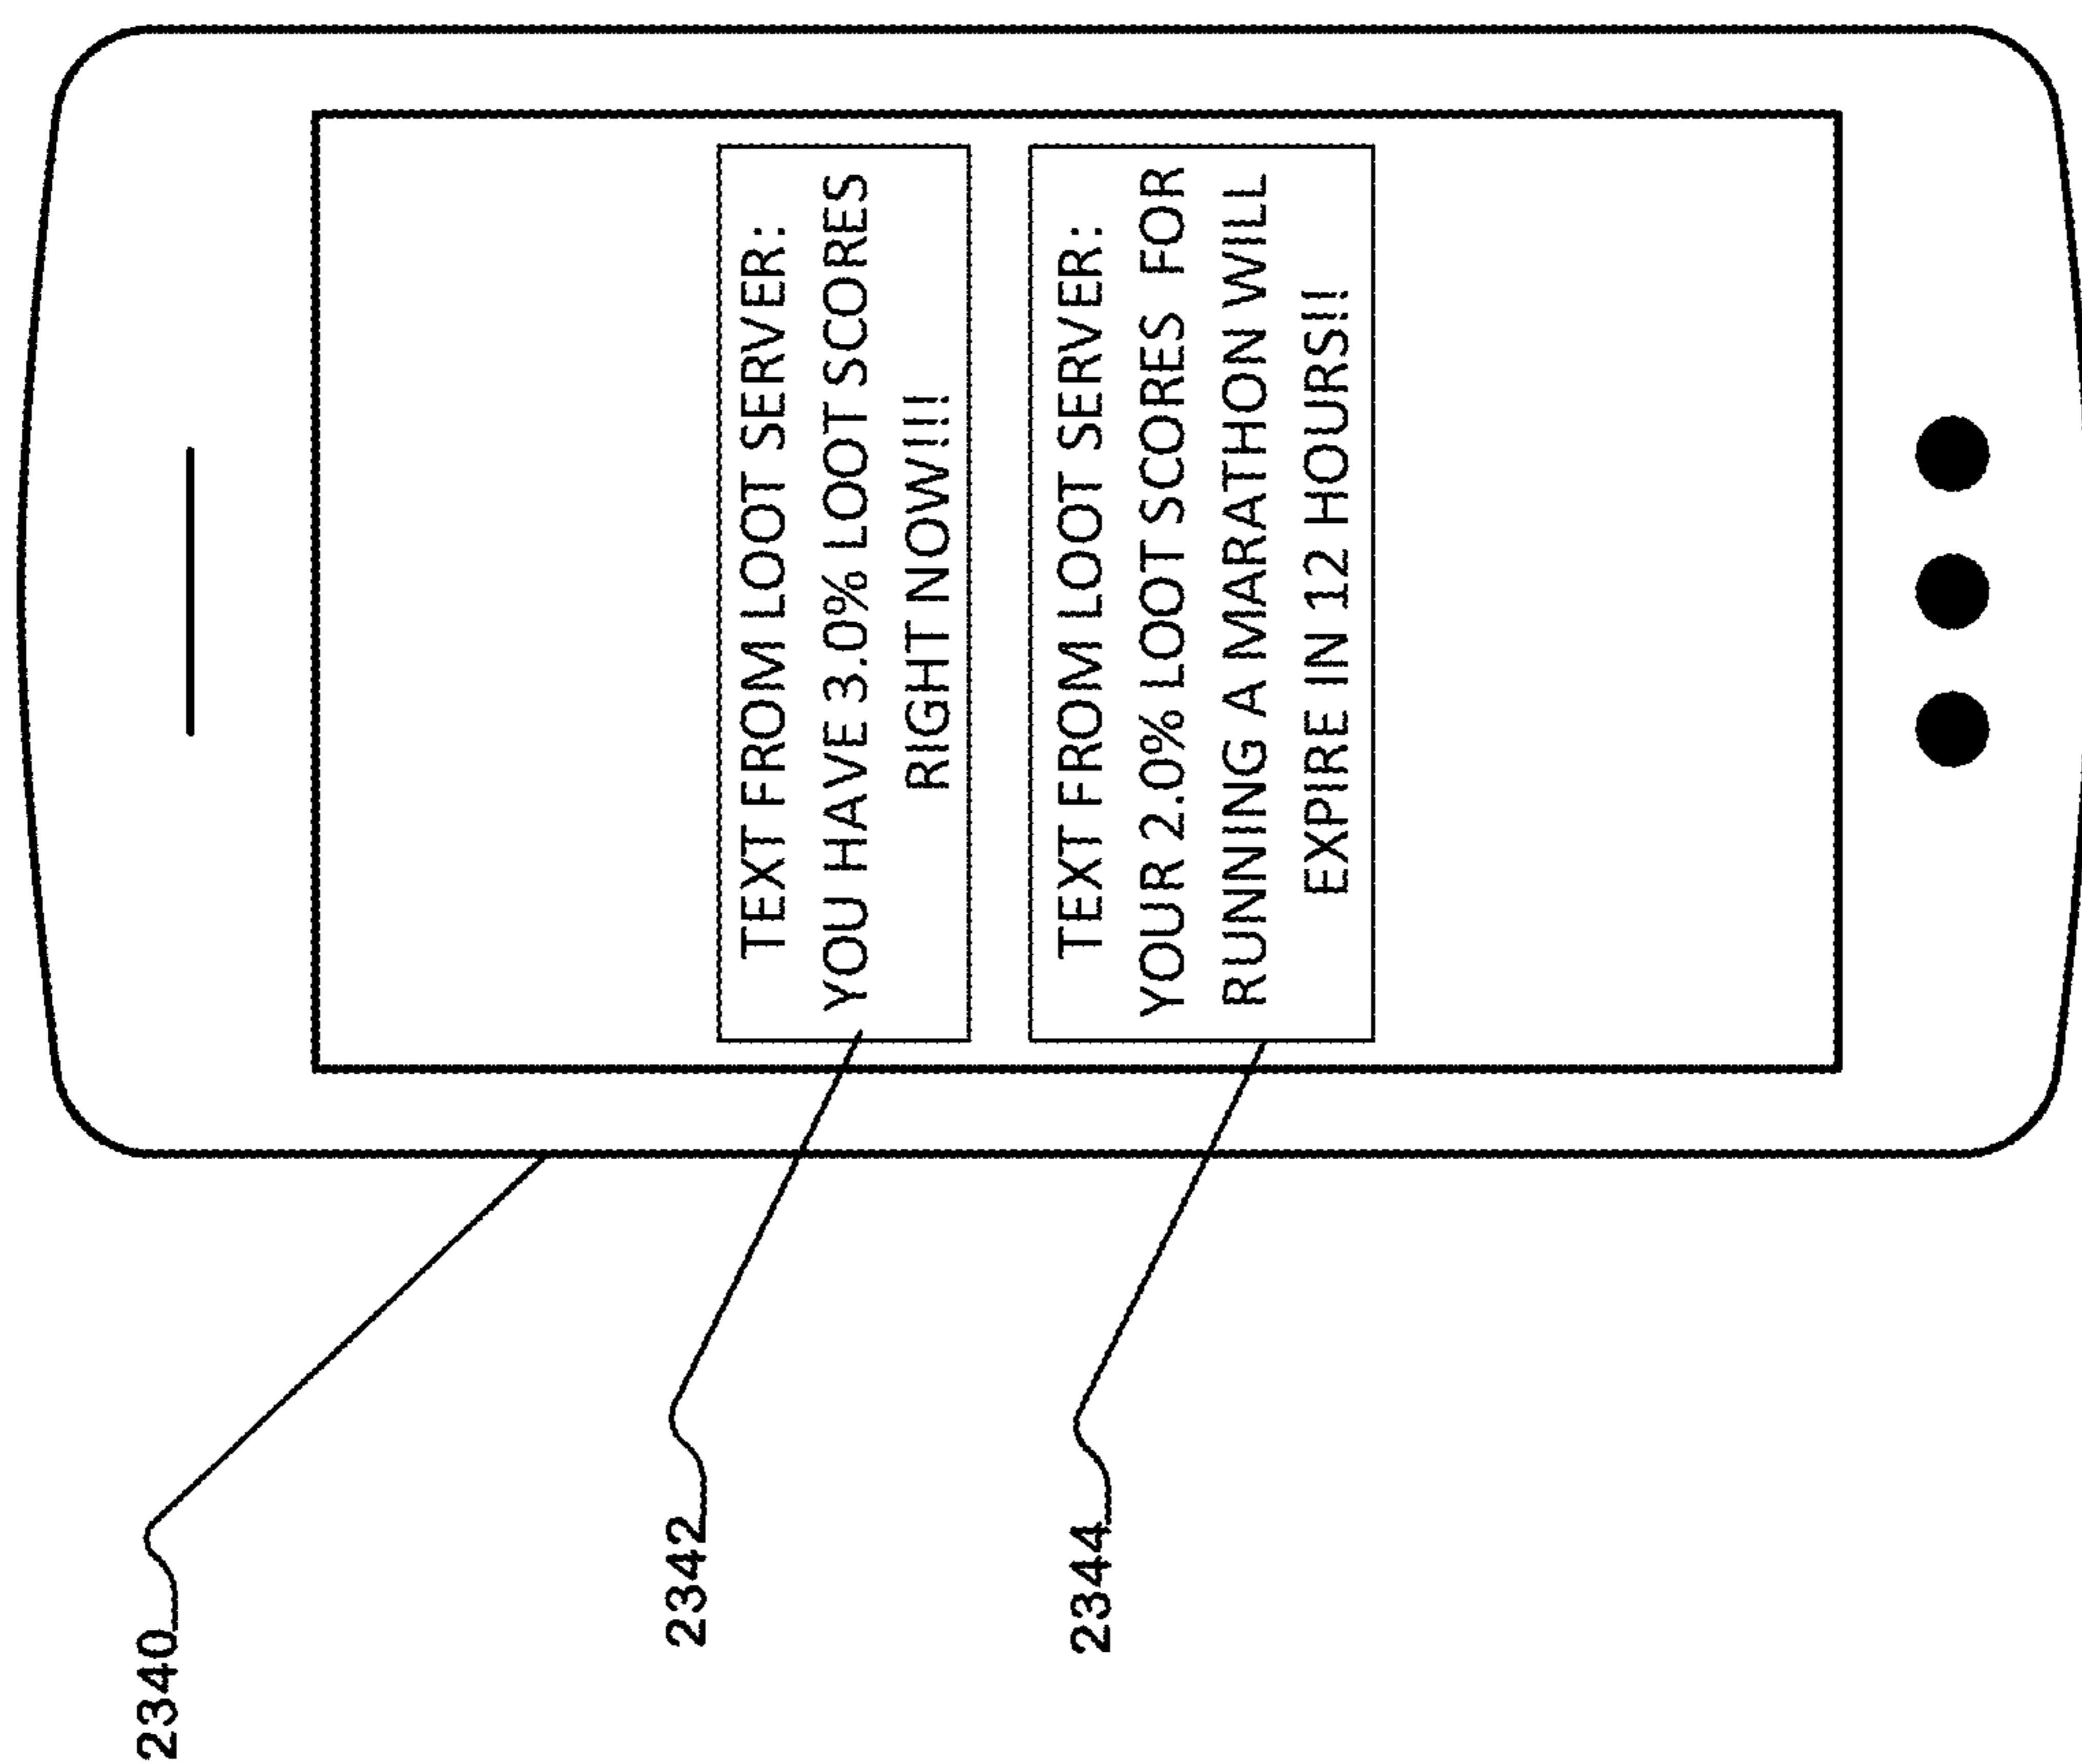 TEXT FROM LOOT SERVER:
YOU HAVE 3.0% LOOT SCORES
RIGHT NOW!!!
TEXT FROM LOOT SERVER:
YOUR 2.0% LOOT SCORES FOR
RUNNING A MARATHON WILL
EXPIRE IN 12 HOURS!!
2340
2342
2344